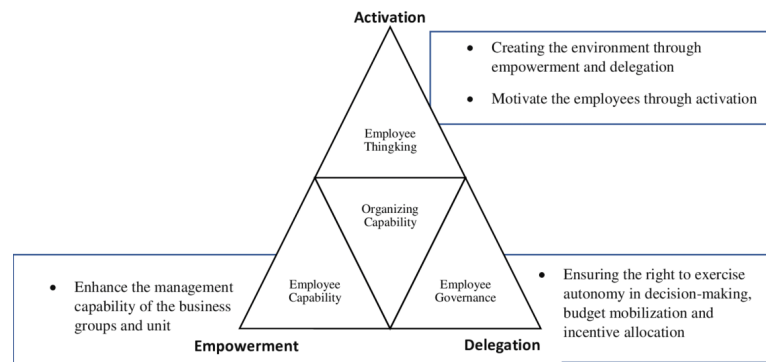 Activation
• Creating the environment through
empowerment and delegation
• Motivate the employees through activation
Employee
Thingking
Organizing
Capability
Employee
Capability
Employee
Governance
• Enhance the management
capability of the business
groups and unit
• Ensuring the right to exercise
autonomy in decision-making,
budget mobilization and
incentive allocation
Empowerment
Delegation